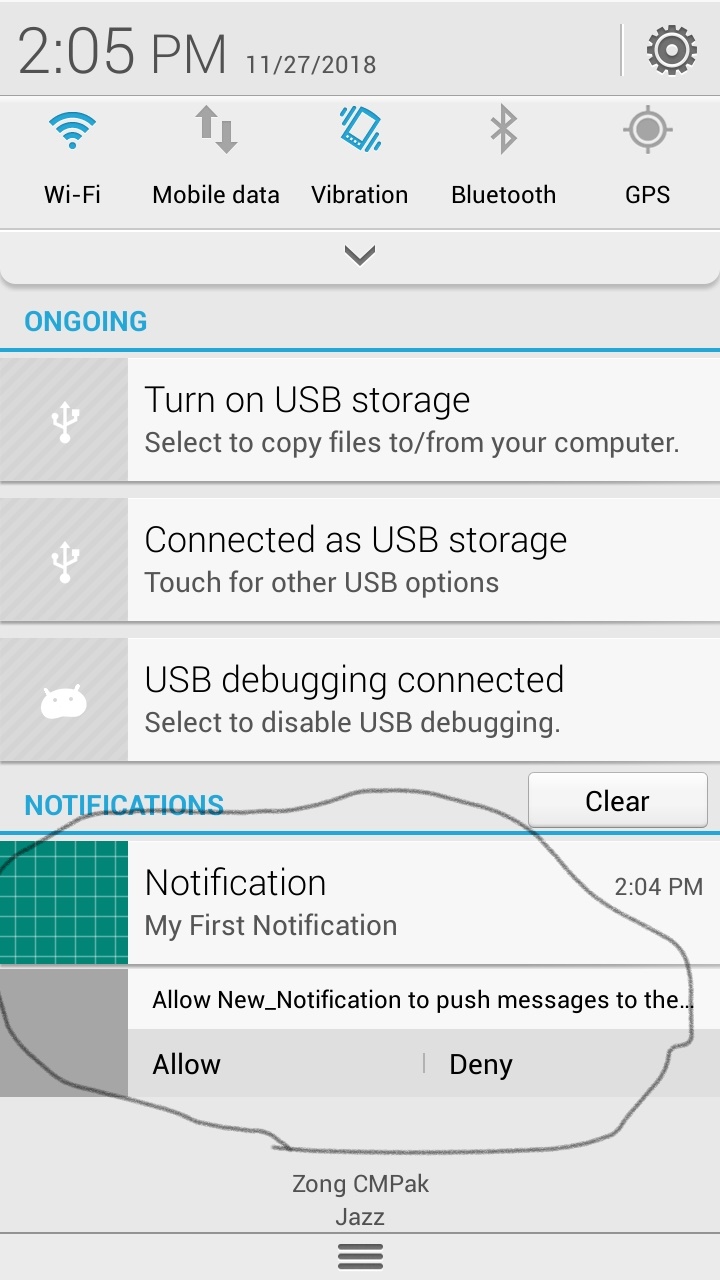 2:05 PM 11/27/2018
Wi-Fi Mobile data Vibration Bluetooth GPS
ONGOING
Turn on USB storage
Select to copy files to/from your computer.
Connected as USB storage
Touch for other USB options
USB debugging connected
Select to disable USB debugging.
NOTIFICATIONS Clear
Notification 2:04 PM
My First Notification
Allow New_Notification to push messages to the...
Allow Deny
Zong CMPak
Jazz